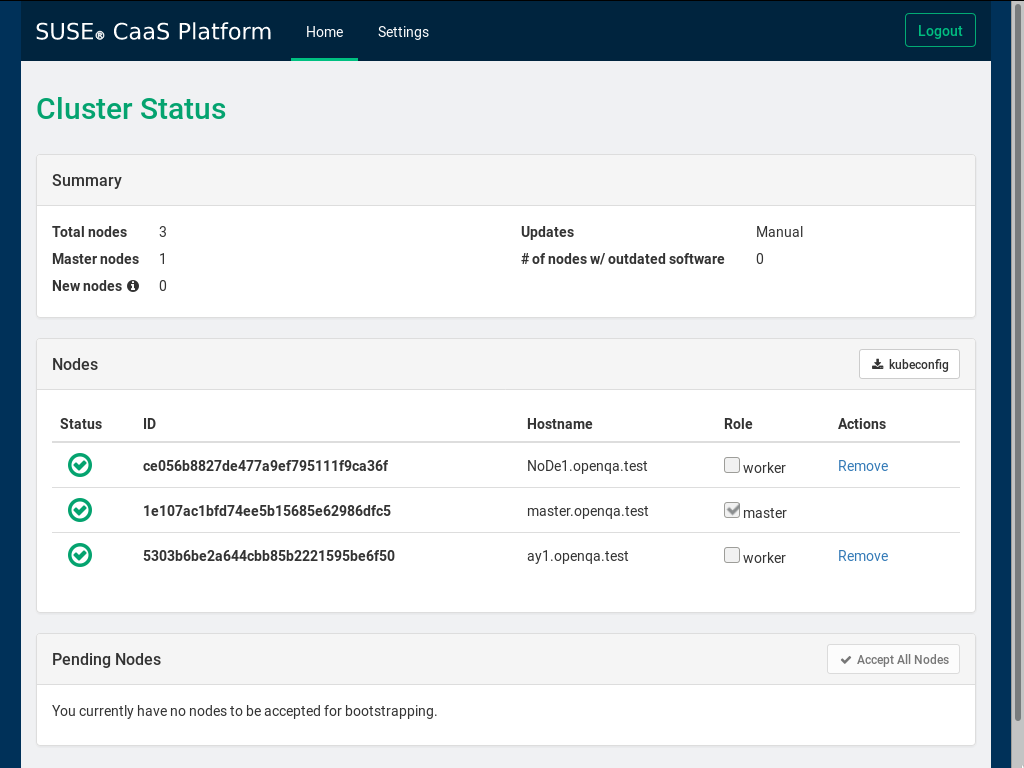 SUSE® CaaS Platform Home Settings Logout
Cluster Status
Summary
Total nodes 3 Updates Manual
Master nodes 1 # of nodes w/ outdated software 0
New nodes 0
Nodes kubeconfig
Status ID Hostname Role Actions
ce056b8827de477a9ef795111f9ca36f NoDe1.openqa.test worker Remove
1e107ac1bfd74ee5b15685e62986dfc5 master.openqa.test master
5303b6be2a644cbb85b2221595be6f50 ay1.openqa.test worker Remove
Pending Nodes Accept All Nodes
You currently have no nodes to be accepted for bootstrapping.